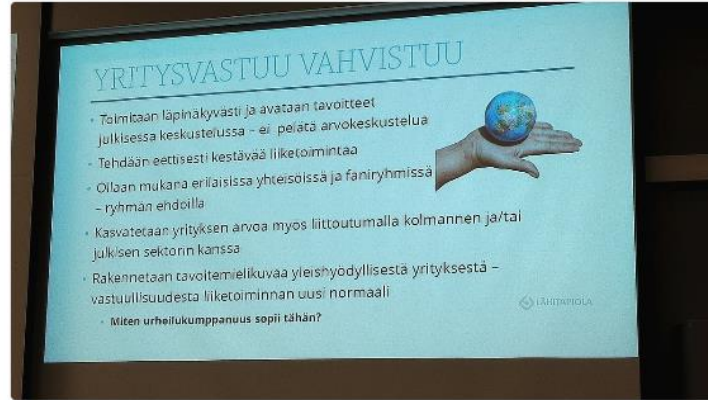 YRITYSVASTUU VAHVISTUU
• Toimitaan läpinäkyvästi ja avataan tavoitteet
julkisessa keskustelussa – ei pelätä arvokeskustelua
• Tehdään eettisesti kestävää liiketoimintaa
• Ollaan mukana erilaisissa yhteisöissä ja faniryhmissä
– ryhmän ehdoilla
• Kasvatetaan yrityksen arvoa myös liittoutumalla kolmannen ja/tai
julkisen sektorin kanssa
• Rakennetaan tavoitemielikuvaa yleishyödyllisestä yrityksestä –
vastuullisuudesta liiketoiminnan uusi normaali
• Miten urheilukumppanuus sopii tähän?
LÄHITAPIOLA